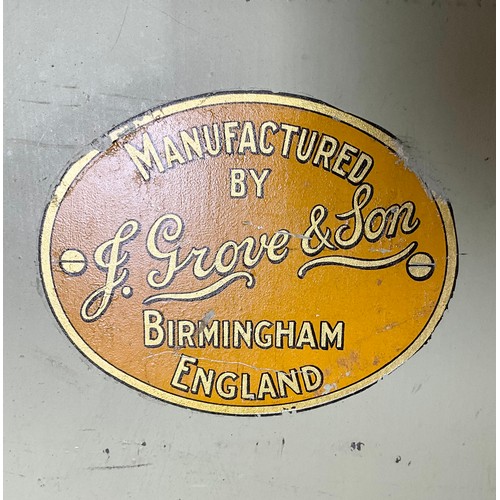 MANUFACTURED
BY
J. Grove & Son
BIRMINGHAM
ENGLAND